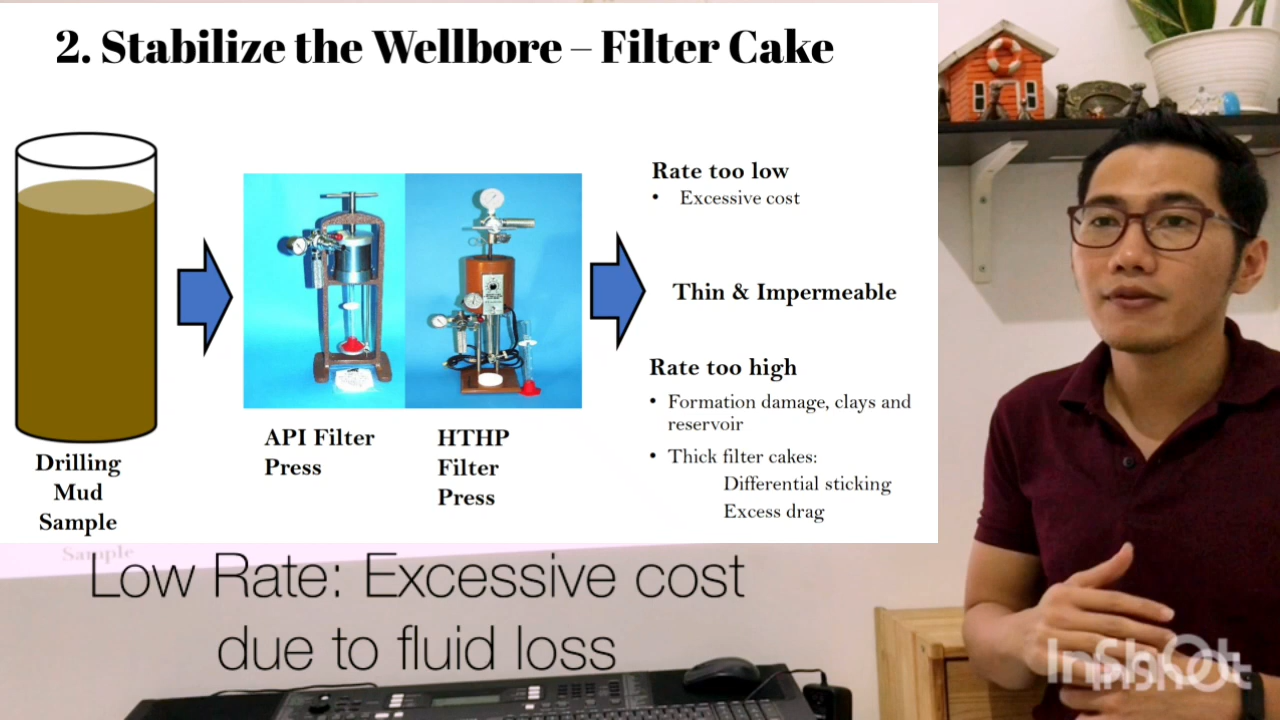 2. Stabilize the Wellbore – Filter Cake
Rate too low
• Excessive cost
Thin & Impermeable
Rate too high
• Formation damage, clays and
reservoir
• Thick filter cakes:
Differential sticking
Excess drag
API Filter
Press
HTHP
Filter
Press
Drilling
Mud
Sample
Sample
Low Rate: Excessive cost
due to fluid loss
InShOt